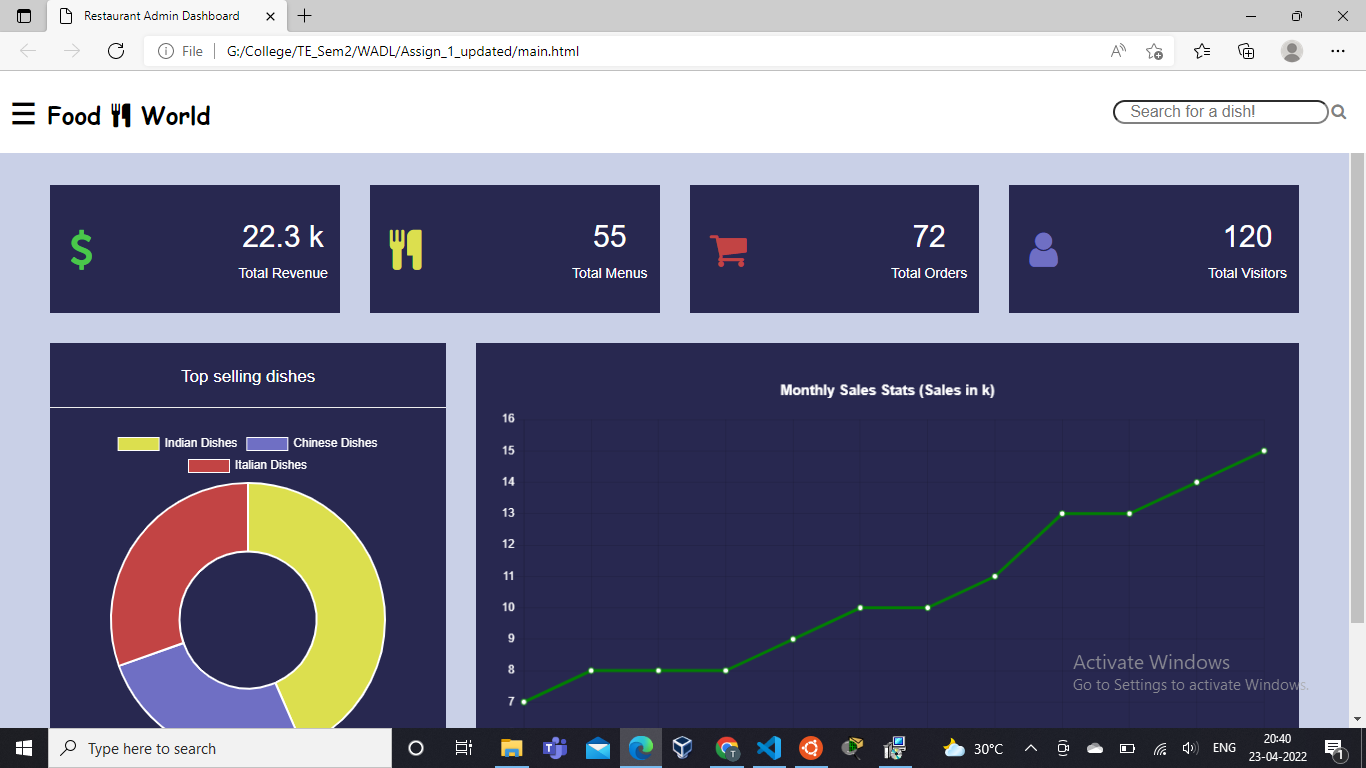 Restaurant Admin Dashboard
File G:/College/TE_Sem2/WADL/Assign_1_updated/main.html
Food World
Search for a dish!
22.3 k
Total Revenue
55
Total Menus
72
Total Orders
120
Total Visitors
Top selling dishes
Indian Dishes Chinese Dishes
Italian Dishes
Monthly Sales Stats (Sales in k)
16
15
14
13
12
11
10
9
8
7
Activate Windows
Go to Settings to activate Windows.
Type here to search
30°C
ENG
20:40
23-04-2022
1